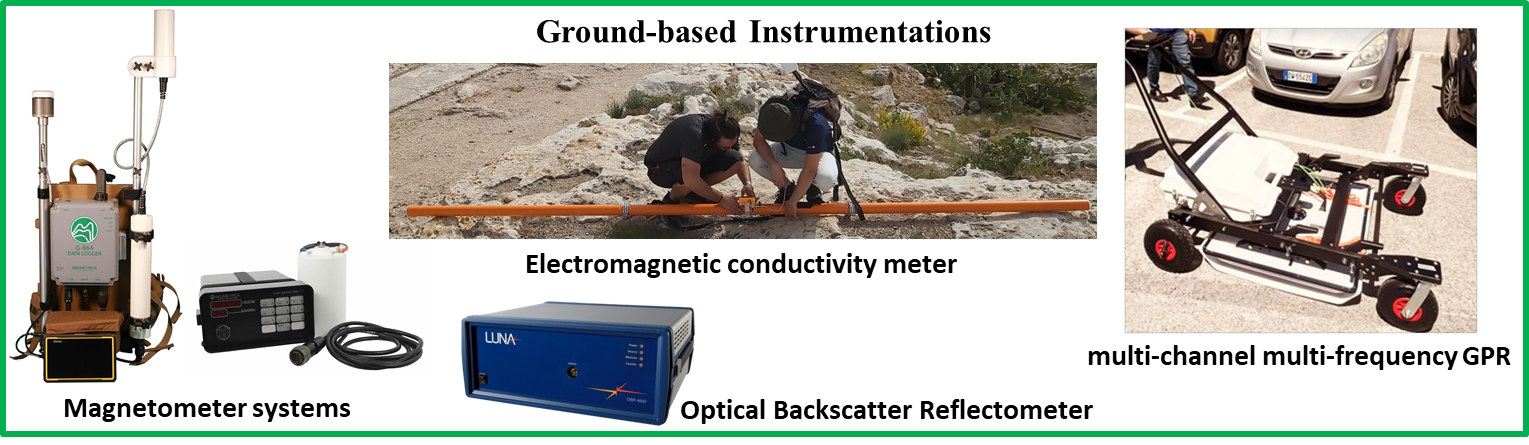 Ground-based Instrumentations
G-864
DATA LOGGER
GEOMETRICS
LUNA
Electromagnetic conductivity meter
multi-channel multi-frequency GPR
Magnetometer systems
Optical Backscatter Reflectometer